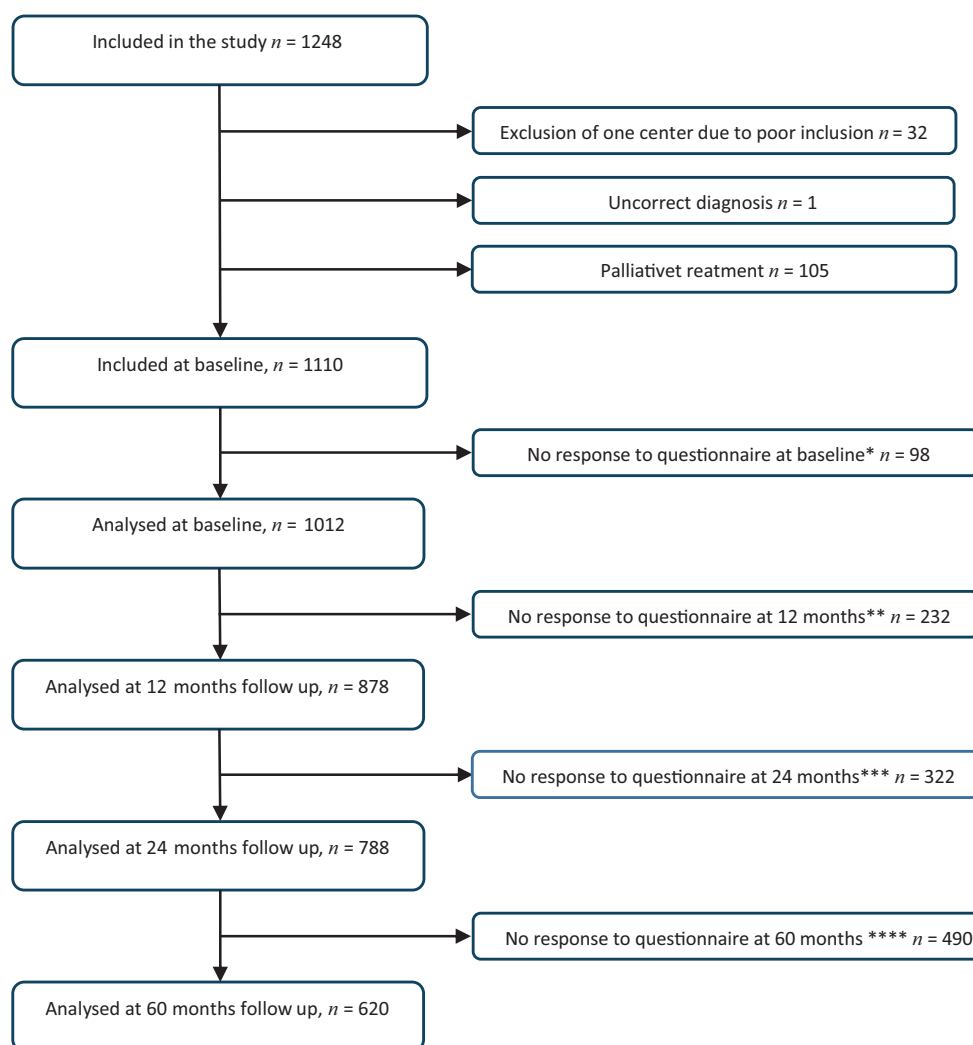 Included in the study n = 1248
Exclusion of one center due to poor inclusion n = 32
Uncorrect diagnosis n = 1
Palliativet reatment n = 105
Included at baseline, n = 1110
No response to questionnaire at baseline* n = 98
Analysed at baseline, n = 1012
No response to questionnaire at 12 months** n = 232
Analysed at 12 months follow up, n = 878
No response to questionnaire at 24 months*** n = 322
Analysed at 24 months follow up, n = 788
No response to questionnaire at 60 months **** n = 490
Analysed at 60 months follow up, n = 620